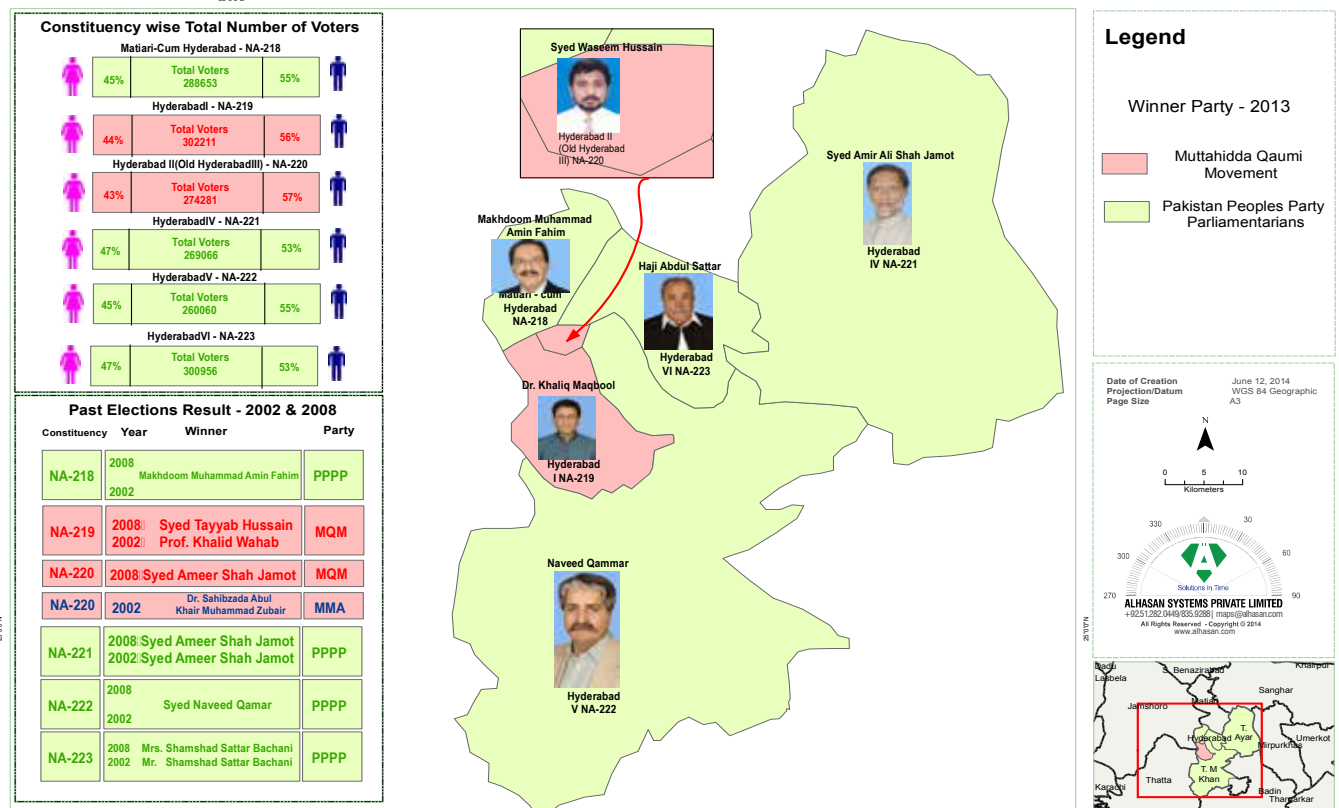 Constituency wise Total Number of Voters
Matiari-Cum Hyderabad - NA-218
45%
Total Voters
288653
55%
HyderabadI - NA-219
44%
Total Voters
302211
56%
Hyderabad II(Old HyderabadIII) - NA-220
43%
Total Voters
274281
57%
HyderabadIV - NA-221
47%
Total Voters
269066
53%
HyderabadV - NA-222
45%
Total Voters
260060
55%
HyderabadVI - NA-223
47%
Total Voters
300956
53%
Past Elections Result - 2002 & 2008
Constituency Year Winner Party
NA-218
2008
Makhdoom Muhammad Amin Fahim
2002
PPPP
NA-219
2008 Syed Tayyab Hussain
2002 Prof. Khalid Wahab
MQM
NA-220 2008 Syed Ameer Shah Jamot MQM
NA-220
2002
Dr. Sahibzada Abul
Khair Muhammad Zubair
MMA
NA-221
2008 Syed Ameer Shah Jamot
2002 Syed Ameer Shah Jamot
PPPP
NA-222
2008
Syed Naveed Qamar
2002
PPPP
NA-223
2008 Mrs. Shamshad Sattar Bachani
2002 Mr. Shamshad Sattar Bachani
PPPP
Syed Waseem Hussain
Hyderabad II
(Old Hyderabad
III) NA-220
Makhdoom Muhammad
Amin Fahim
Matiari - cum
Hyderabad
NA-218
Haji Abdul Sattar
Hyderabad
VI NA-223
Syed Amir Ali Shah Jamot
Hyderabad
IV NA-221
Dr. Khaliq Maqbool
Hyderabad
I NA-219
Naveed Qammar
Hyderabad
V NA-222
Legend
Winner Party - 2013
Muttahidda Qaumi
Movement
Pakistan Peoples Party
Parliamentarians
Date of Creation June 12, 2014
Projection/Datum WGS 84 Geographic
Page Size A3
N
0 5 10
Kilometers
270
300
330
30
60
90
Solutions in Time
ALHASAN SYSTEMS PRIVATE LIMITED
+92.51.282.0449/835.9288| maps@alhasan.com
All Rights Reserved - Copyright © 2014
www.alhasan.com
Dadu
Lasbela
S. Benazirabad
Khairpur
Sanghar
Matiari
Jamshoro
Hyderabad
T.
Ayar
Mirpurkhas
Umerkot
Thatta
T. M
Khan
Karachi
Badin
Tharparkar